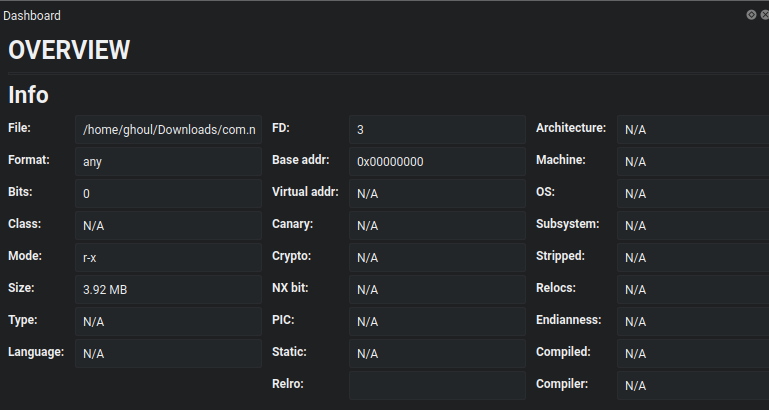 Dashboard
OVERVIEW
Info
File: /home/ghoul/Downloads/com.n FD: 3 Architecture: N/A
Format: any Base addr: 0x00000000 Machine: N/A
Bits: 0 Virtual addr: N/A OS: N/A
Class: N/A Canary: N/A Subsystem: N/A
Mode: r-x Crypto: N/A Stripped: N/A
Size: 3.92 MB NX bit: N/A Relocs: N/A
Type: N/A PIC: N/A Endianness: N/A
Language: N/A Static: N/A Compiled: N/A
Relro: Compiler: N/A